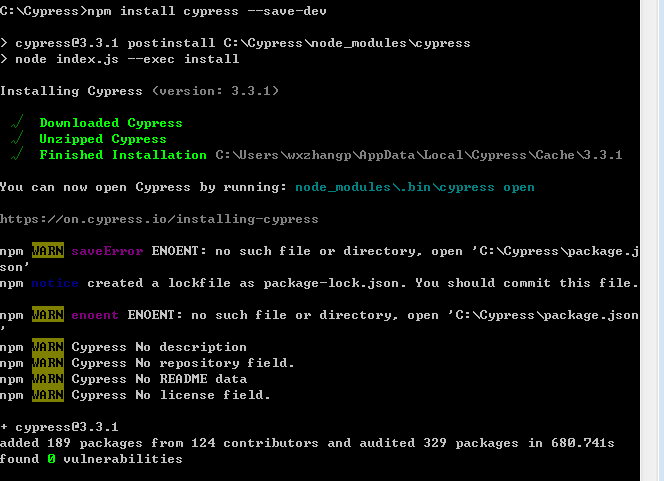 C:\Cypress>npm install cypress --save-dev
> cypress@3.3.1 postinstall C:\Cypress\node_modules\cypress
> node index.js --exec install
Installing Cypress (version: 3.3.1)
√ Downloaded Cypress
√ Unzipped Cypress
√ Finished Installation C:\Users\wxzhangp\AppData\Local\Cypress\Cache\3.3.1
You can now open Cypress by running: node_modules\.bin\cypress open
https://on.cypress.io/installing-cypress
npm WARN saveError ENOENT: no such file or directory, open 'C:\Cypress\package.j
son'
npm notice created a lockfile as package-lock.json. You should commit this file.
npm WARN enoent ENOENT: no such file or directory, open 'C:\Cypress\package.json
'
npm WARN Cypress No description
npm WARN Cypress No repository field.
npm WARN Cypress No README data
npm WARN Cypress No license field.
+ cypress@3.3.1
added 189 packages from 124 contributors and audited 329 packages in 680.741s
found 0 vulnerabilities